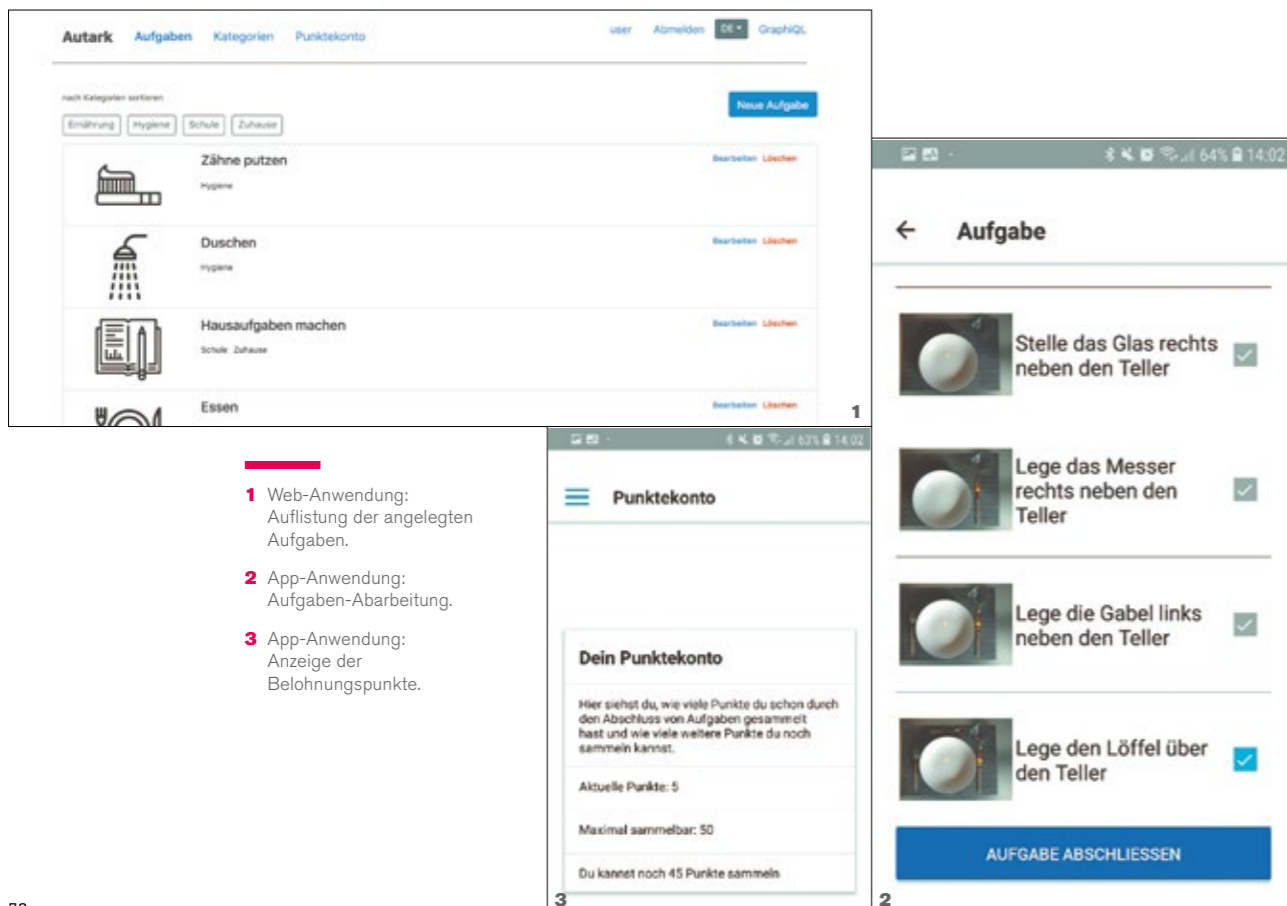 Autark Aufgaben Kategorien Punktekonto user Abmelden DE GraphiQL
nach Kategorien sortieren
Neue Aufgabe
Ernährung Hygiene Schule Zuhause
Zähne putzen
Bearbeiten Löschen
Hygiene
Duschen
Bearbeiten Löschen
Hygiene
Hausaufgaben machen
Bearbeiten Löschen
Schule Zuhause
Essen
Bearbeiten Löschen
1
1 Web-Anwendung:
Auflistung der angelegten
Aufgaben.
2 App-Anwendung:
Aufgaben-Abarbeitung.
3 App-Anwendung:
Anzeige der
Belohnungspunkte.
63% 14:02
Punktekonto
Dein Punktekonto
Hier siehst du, wie viele Punkte du schon durch
den Abschluss von Aufgaben gesammelt
hast und wie viele weitere Punkte du noch
sammeln kannst.
Aktuelle Punkte: 5
Maximal sammelbar: 50
Du kannst noch 45 Punkte sammeln
3
64% 14:02
Aufgabe
Stelle das Glas rechts
neben den Teller
Lege das Messer
rechts neben den
Teller
Lege die Gabel links
neben den Teller
Lege den Löffel über
den Teller
AUFGABE ABSCHLIESSEN
2